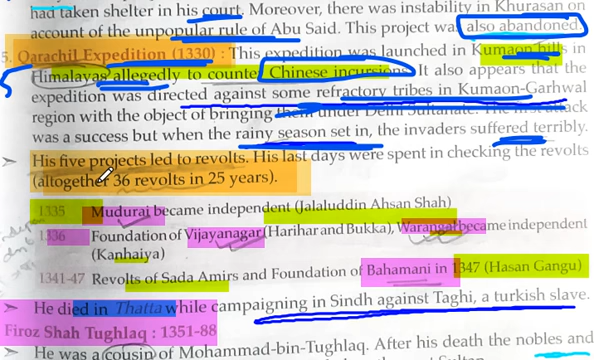 had taken shelter in his court. Moreover, there was instability in Khurasan on
account of the unpopular rule of Abu Said. This project was also abandoned
5. Qarachil Expedition (1330) : This expedition was launched in Kumaon hills in
Himalayas allegedly to counter Chinese incursions. It also appears that the
expedition was directed against some refractory tribes in Kumaon-Garhwal
region with the object of bringing them under Delhi Sultanate. The first attack
was a success but when the rainy season set in, the invaders suffered terribly.
➤ His five projects led to revolts. His last days were spent in checking the revolts
(altogether 36 revolts in 25 years).
1335 Mudurai became independent (Jalaluddin Ahsan Shah)
1336 Foundation of Vijayanagar (Harihar and Bukka), Warangal became independent
(Kanhaiya)
1341-47 Revolts of Sada Amirs and Foundation of Bahamani in 1347 (Hasan Gangu)
➤ He died in Thatta while campaigning in Sindh against Taghi, a turkish slave.
Firoz Shah Tughlaq : 1351-88
➤ He was a cousin of Mohammad-bin-Tughlaq. After his death the nobles and